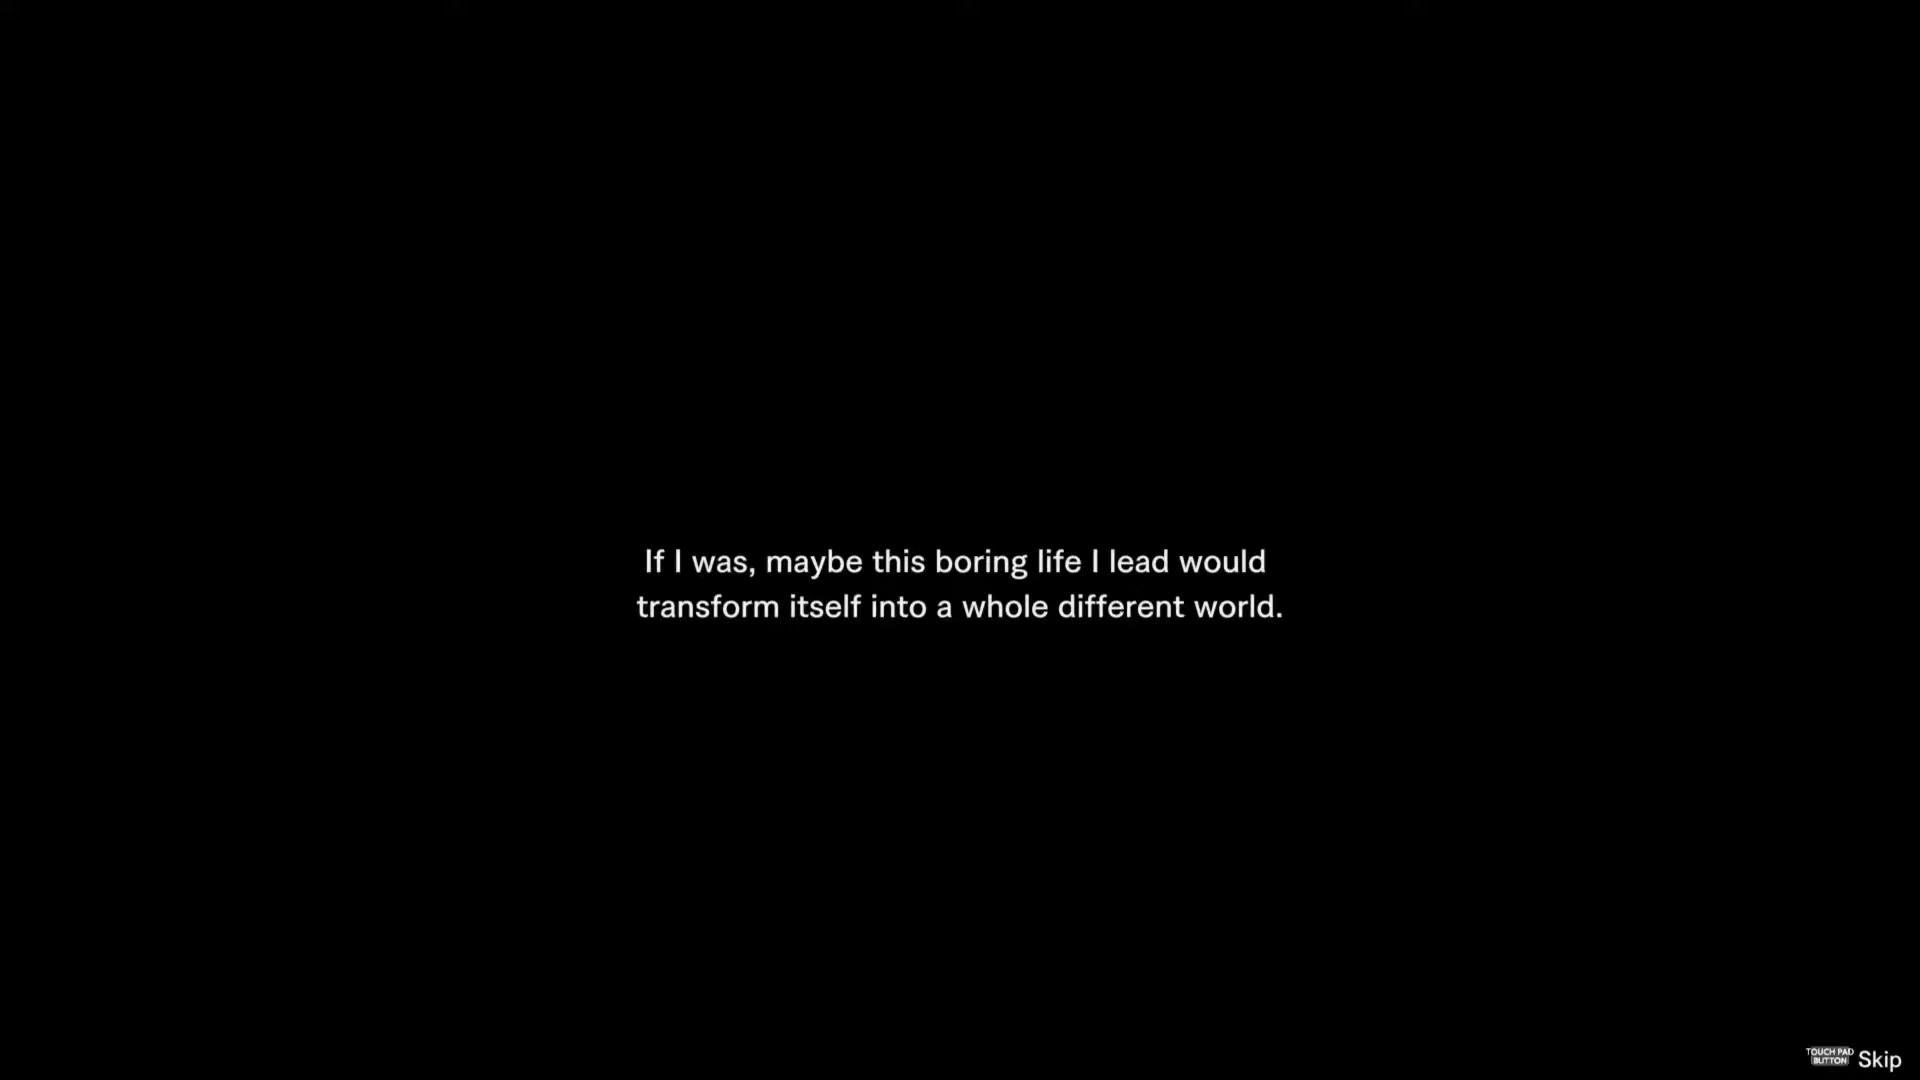 If I was, maybe this boring life I lead would
transform itself into a whole different world.
TOUCH PAD
BUTTON Skip